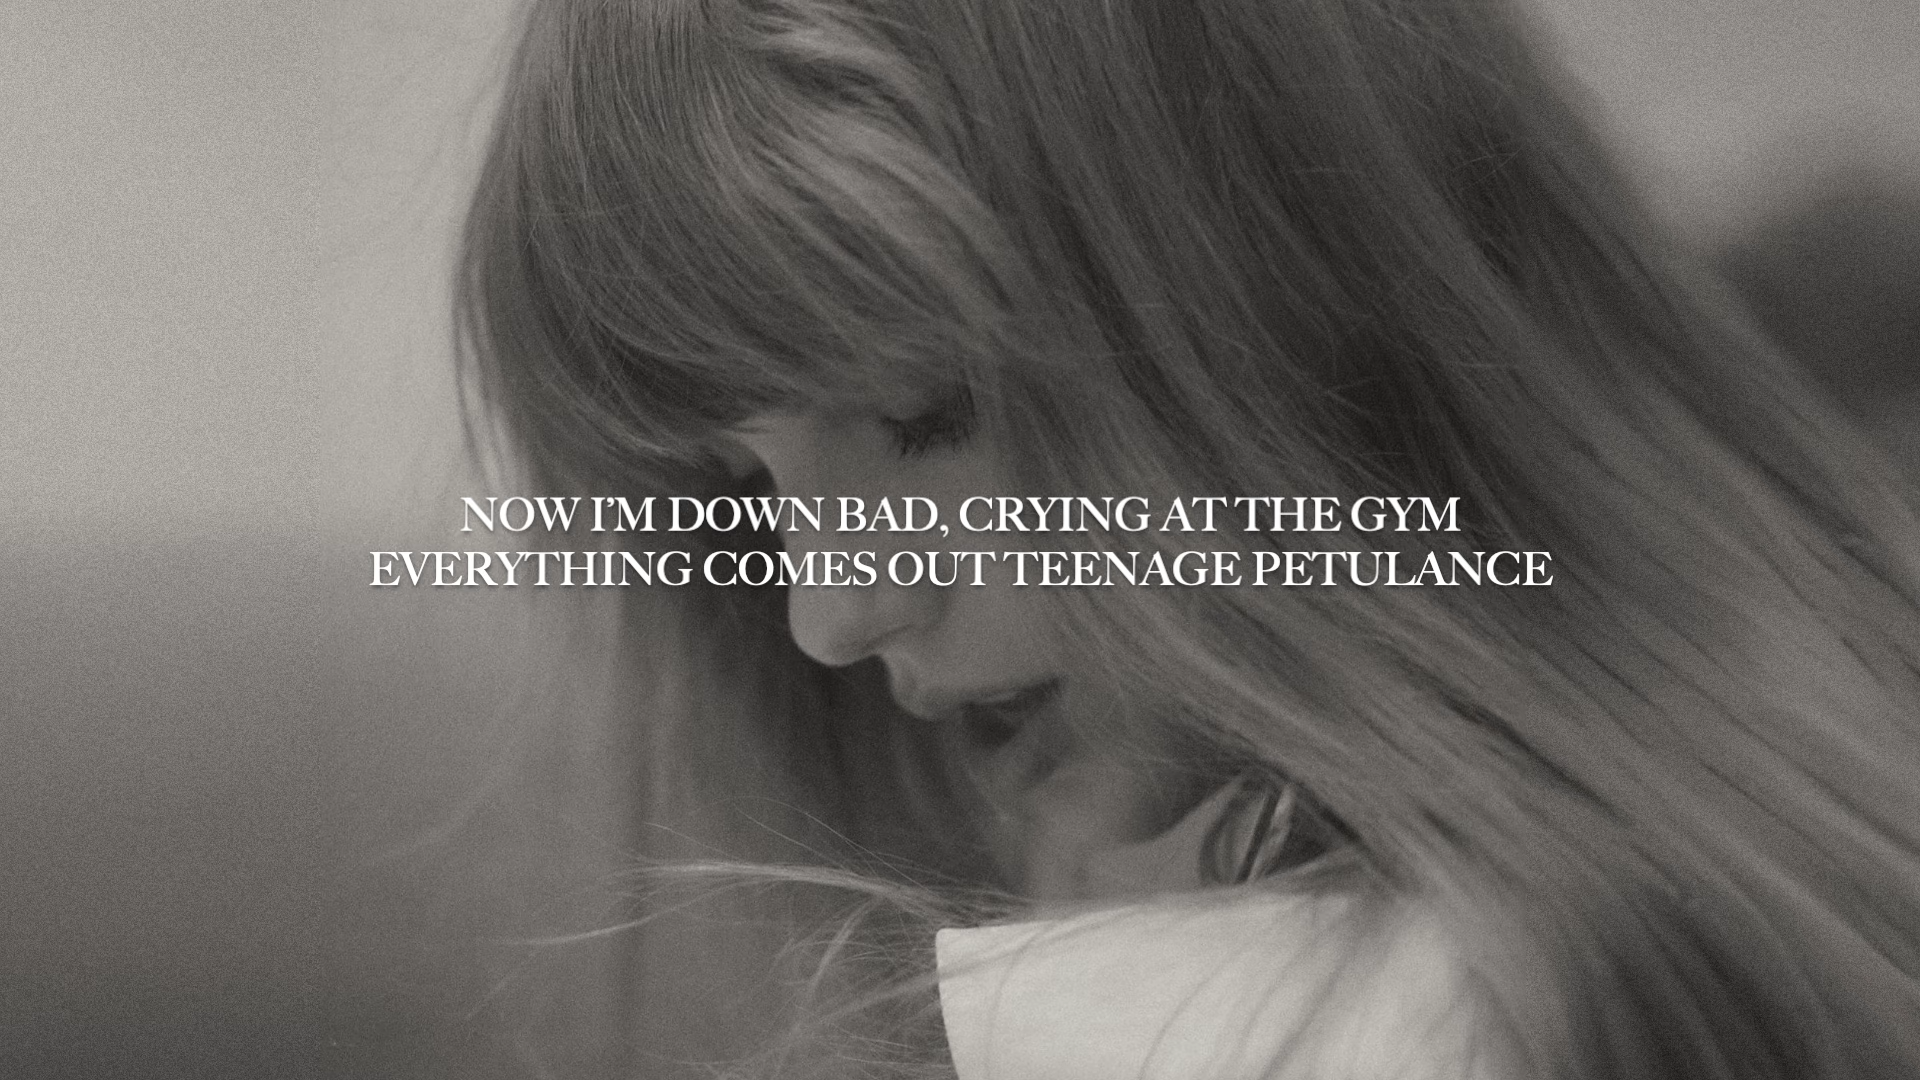 NOW I'M DOWN BAD, CRYING AT THE GYM
EVERYTHING COMES OUT TEENAGE PETULANCE